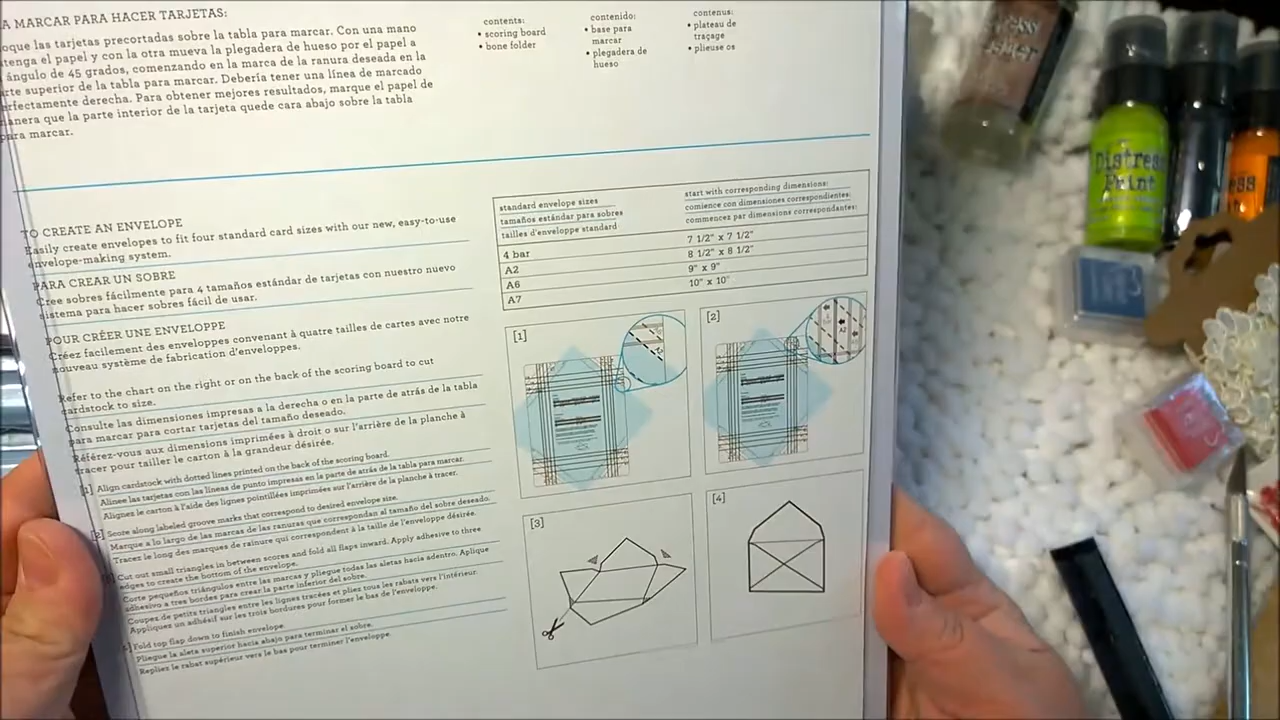 A MARCAR PARA HACER TARJETAS:
oque las tarjetas precortadas sobre la tabla para marcar. Con una mano
tenga el papel y con la otra mueva la plegadera de hueso por el papel a
ángulo de 45 grados, comenzando en la marca de la ranura deseada en la
rte superior de la tabla para marcar. Debería tener una línea de marcado
erfectamente derecha. Para obtener mejores resultados, marque el papel de
anera que la parte interior de la tarjeta quede cara abajo sobre la tabla
para marcar.
contents:
• scoring board
• bone folder
contenido:
• base para
marcar
• plegadera de
hueso
contenus:
• plateau de
traçage
• plieuse os
TO CREATE AN ENVELOPE
Easily create envelopes to fit four standard card sizes with our new, easy-to-use
envelope-making system.
PARA CREAR UN SOBRE
Cree sobres fácilmente para 4 tamaños estándar de tarjetas con nuestro nuevo
sistema para hacer sobres fácil de usar.
POUR CRÉER UNE ENVELOPPE
Créez facilement des enveloppes convenant à quatre tailles de cartes avec notre
nouveau système de fabrication d'enveloppes.
Refer to the chart on the right or on the back of the scoring board to cut
cardstock to size.
Consulte las dimensiones impresas a la derecha o en la parte de atrás de la tabla
para marcar para cortar tarjetas del tamaño deseado.
Référez-vous aux dimensions imprimées à droit o sur l'arrière de la planche à
tracer pour tailler le carton à la grandeur désirée.
[1] Align cardstock with dotted lines printed on the back of the scoring board.
Alinee las tarjetas con las líneas de punto impresas en la parte de atrás de la tabla para marcar.
Alignez le carton à l'aide des lignes pointillées imprimées sur l'arrière de la planche à tracer.
[2] Score along labeled groove marks that correspond to desired envelope size.
Marque a lo largo de las marcas de las ranuras que correspondan al tamaño del sobre deseado.
Tracez le long des marques de rainure qui correspondent à la taille de l'enveloppe désirée.
Cut out small triangles in between scores and fold all flaps inward. Apply adhesive to three
edges to create the bottom of the envelope.
Corte pequeños triángulos entre las marcas y pliegue todas las aletas hacia adentro. Aplique
adhesivo a tres bordes para crear la parte inferior del sobre.
Coupez de petits triangles entre les lignes tracées et pliez tous les rabats vers l'intérieur.
Appliquez un adhésif sur les trois bordures pour former le bas de l'enveloppe.
Fold top flap down to finish envelope.
Pliegue la aleta superior hacia abajo para terminar el sobre.
Repliez le rabat supérieur vers le bas pour terminer l'enveloppe.
standard envelope sizes
tamaños estándar para sobres
tailles d'enveloppe standard
start with corresponding dimensions:
comience con dimensiones correspondientes:
commencez par dimensions correspondantes:
4 bar 7 1/2" x 7 1/2"
A2 8 1/2" x 8 1/2"
A6 9" x 9"
A7 10" x 10"
[1]
[2]
A2
[3]
[4]
Distress
Paint
ess